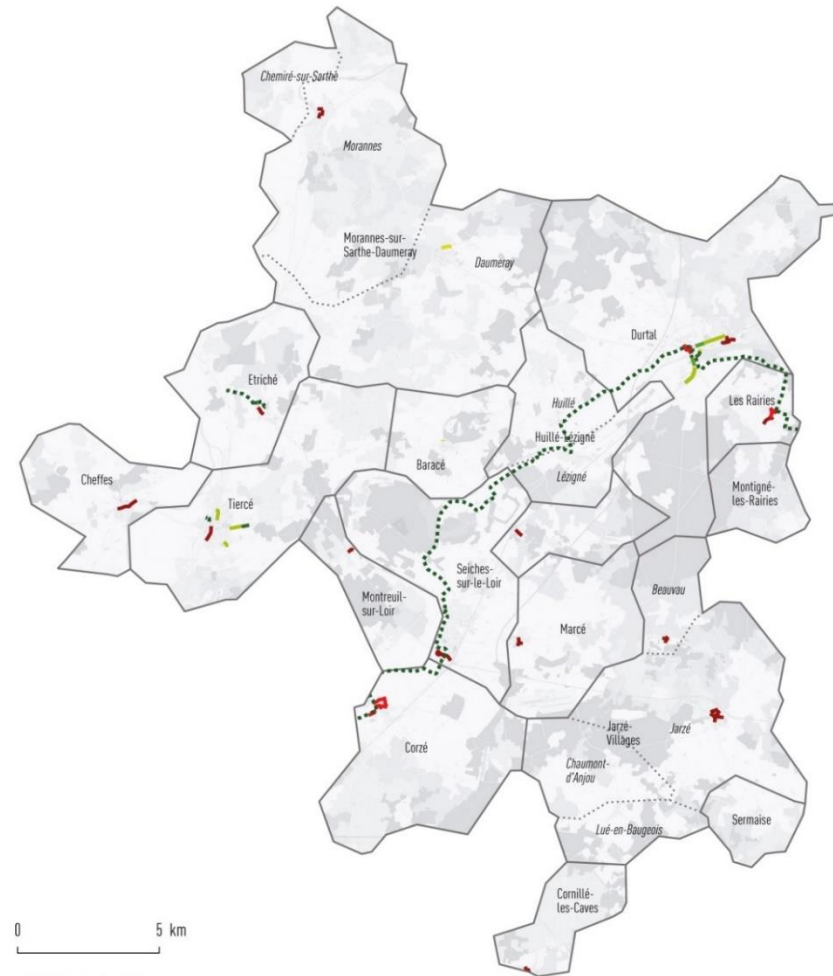 Chemiré-sur-Sarthe
Morannes
Morannes-sur-
Sarthe-Daumeray
Daumeray
Durtal
Etriché
Les Rairies
Huillé
Huillé-Lézigné
Baracé
Lézigné
Cheffes
Tiercé
Montigné-
les-Rairies
Seiches-
sur-le-Loir
Beauvau
Montreuil-
sur-Loir
Marcé
Jarzé-
Villages
Jarzé
Corzé
Chaumont-
d'Anjou
Sermaise
Lué-en-Baugeois
Cornillé-
les-Caves
0 5 km